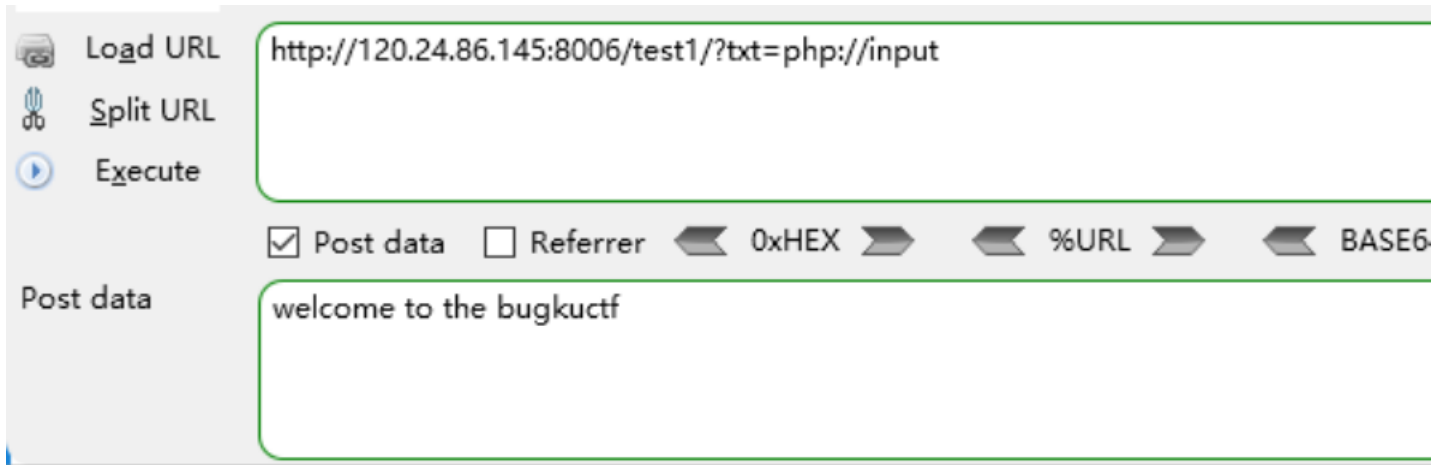 Load URL
http://120.24.86.145:8006/test1/?txt=php://input
Split URL
Execute
Post data
Referrer
0xHEX
%URL
BASE6
Post data
welcome to the bugkuctf